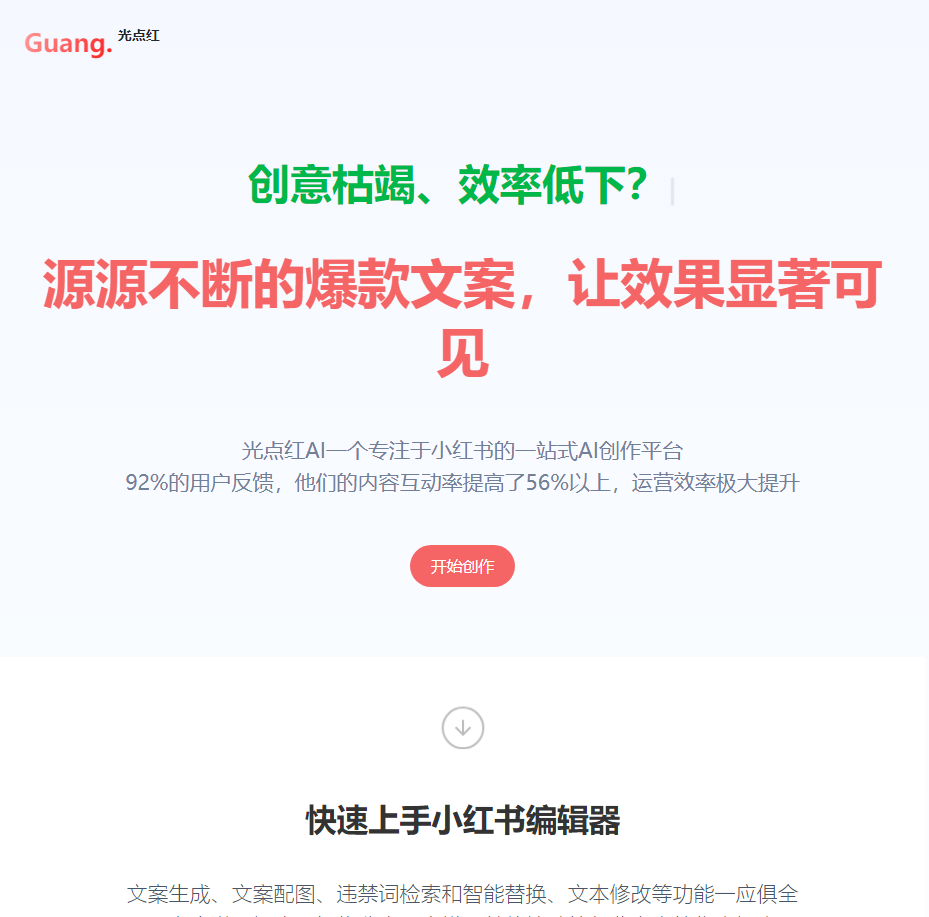 Guang. 光点红
创意枯竭、效率低下？
源源不断的爆款文案，让效果显著可
见
光点红AI一个专注于小红书的一站式AI创作平台
92%的用户反馈，他们的内容互动率提高了56%以上，运营效率极大提升
开始创作
快速上手小红书编辑器
文案生成、文案配图、违禁词检索和智能替换、文本修改等功能一应俱全